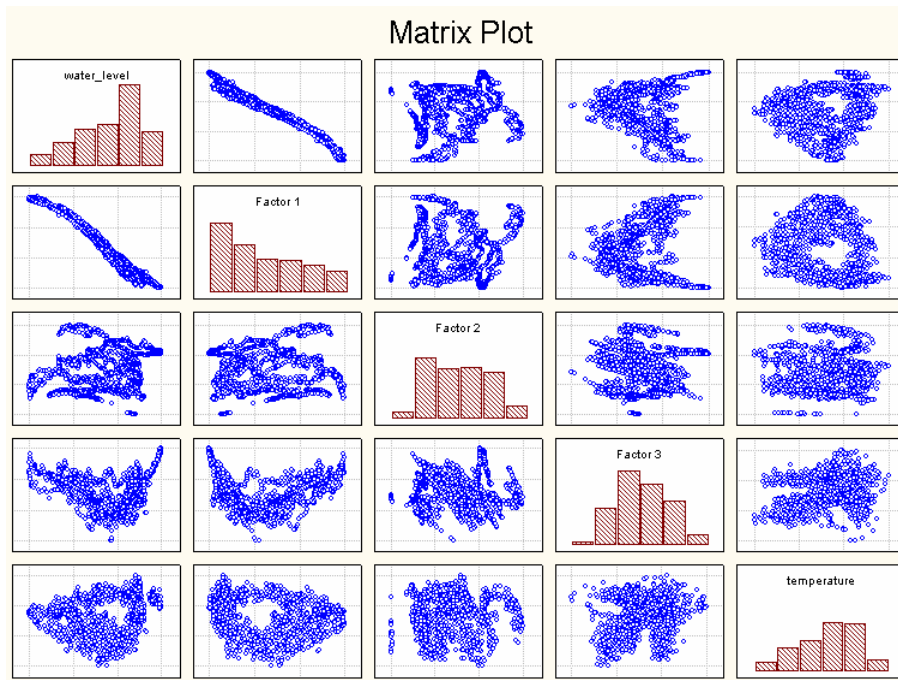 Matrix Plot
water_level
Factor 1
Factor 2
Factor 3
temperature